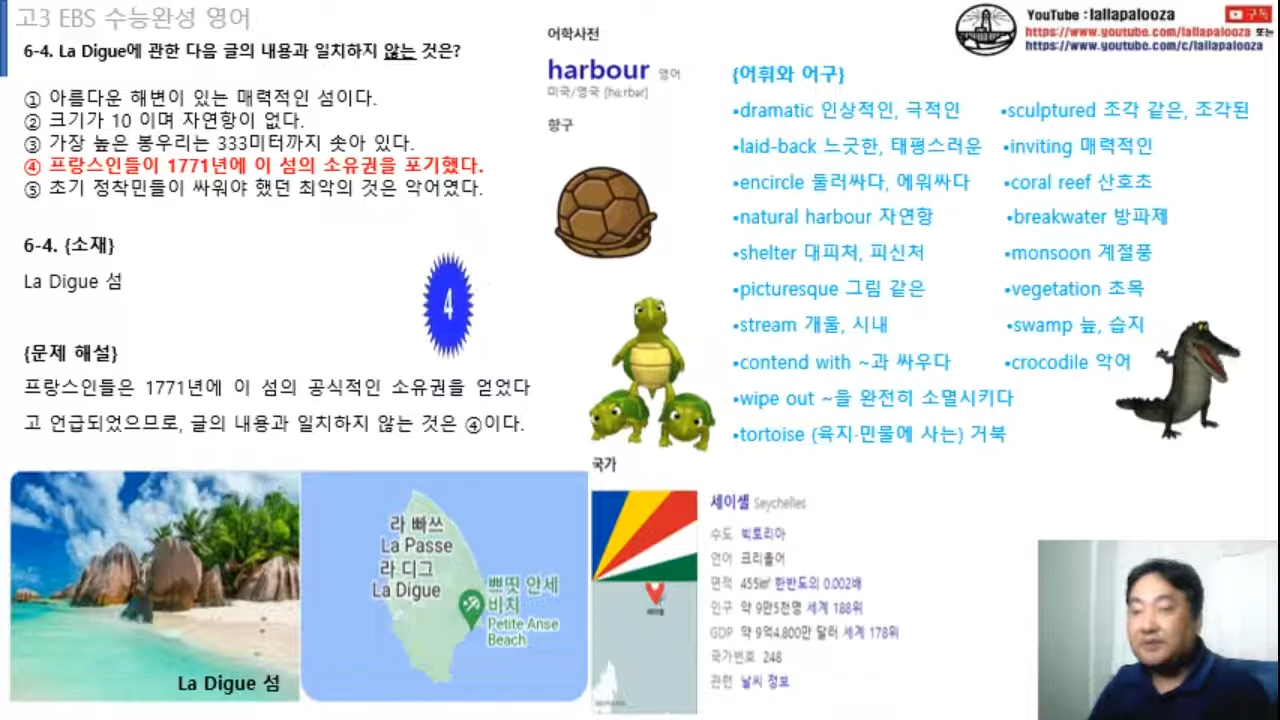 고3 EBS 수능완성 영어
6-4. La Digue에 관한 다음 글의 내용과 일치하지 않는 것은?
① 아름다운 해변이 있는 매력적인 섬이다.
② 크기가 10 이며 자연항이 없다.
③ 가장 높은 봉우리는 333미터까지 솟아 있다.
④ 프랑스인들이 1771년에 이 섬의 소유권을 포기했다.
⑤ 초기 정착민들이 싸워야 했던 최악의 것은 악어였다.
6-4. {소재}
La Digue 섬
4
{문제 해설}
프랑스인들은 1771년에 이 섬의 공식적인 소유권을 얻었다
고 언급되었으므로, 글의 내용과 일치하지 않는 것은 ④이다.
La Digue 섬
라 빠쓰
La Passe
라 디그
La Digue
쁘띳 안세
비치
Petite Anse
Beach
어학사전
harbour 영어
미국/영국 [hɑ:rbər]
항구
국가
세이셸 Seychelles
수도 빅토리아
언어 크리올어
면적 455㎢ 한반도의 0.002배
인구 약 9만5천명 세계 188위
GDP 약 9억4,800만 달러 세계 178위
국가번호 248
관련 날씨 정보
YouTube : lallapalooza
구독
https://www.youtube.com/lallapalooza 또는
https://www.youtube.com/c/lallapalooza
{어휘와 어구}
•dramatic 인상적인, 극적인 •sculptured 조각 같은, 조각된
•laid-back 느긋한, 태평스러운 •inviting 매력적인
•encircle 둘러싸다, 에워싸다 •coral reef 산호초
•natural harbour 자연항 •breakwater 방파제
•shelter 대피처, 피신처 •monsoon 계절풍
•picturesque 그림 같은 •vegetation 초목
•stream 개울, 시내 •swamp 늪, 습지
•contend with ~과 싸우다 •crocodile 악어
•wipe out ~을 완전히 소멸시키다
•tortoise (육지·민물에 사는) 거북